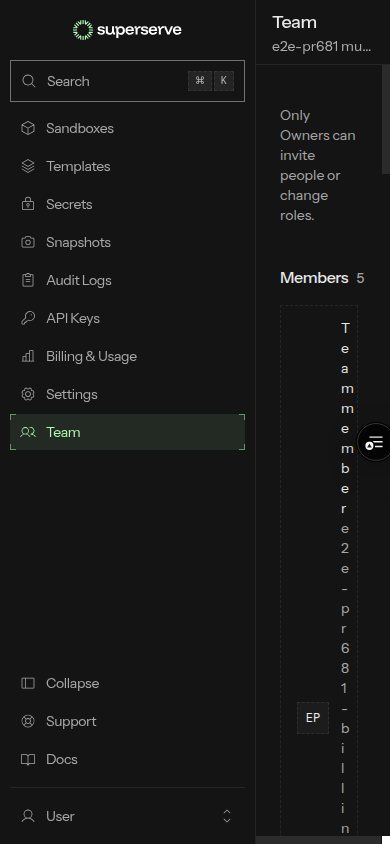 superserve
Search ⌘ K
Sandboxes
Templates
Secrets
Snapshots
Audit Logs
API Keys
Billing & Usage
Settings
Team
Collapse
Support
Docs
User
Team
e2e-pr681 mu...
Only
Owners can
invite
people or
change
roles.
Members 5
EP
T
e
a
m
m
e
m
b
e
r
e
2
e
-
p
r
6
8
1
-
b
i
l
l
i
n